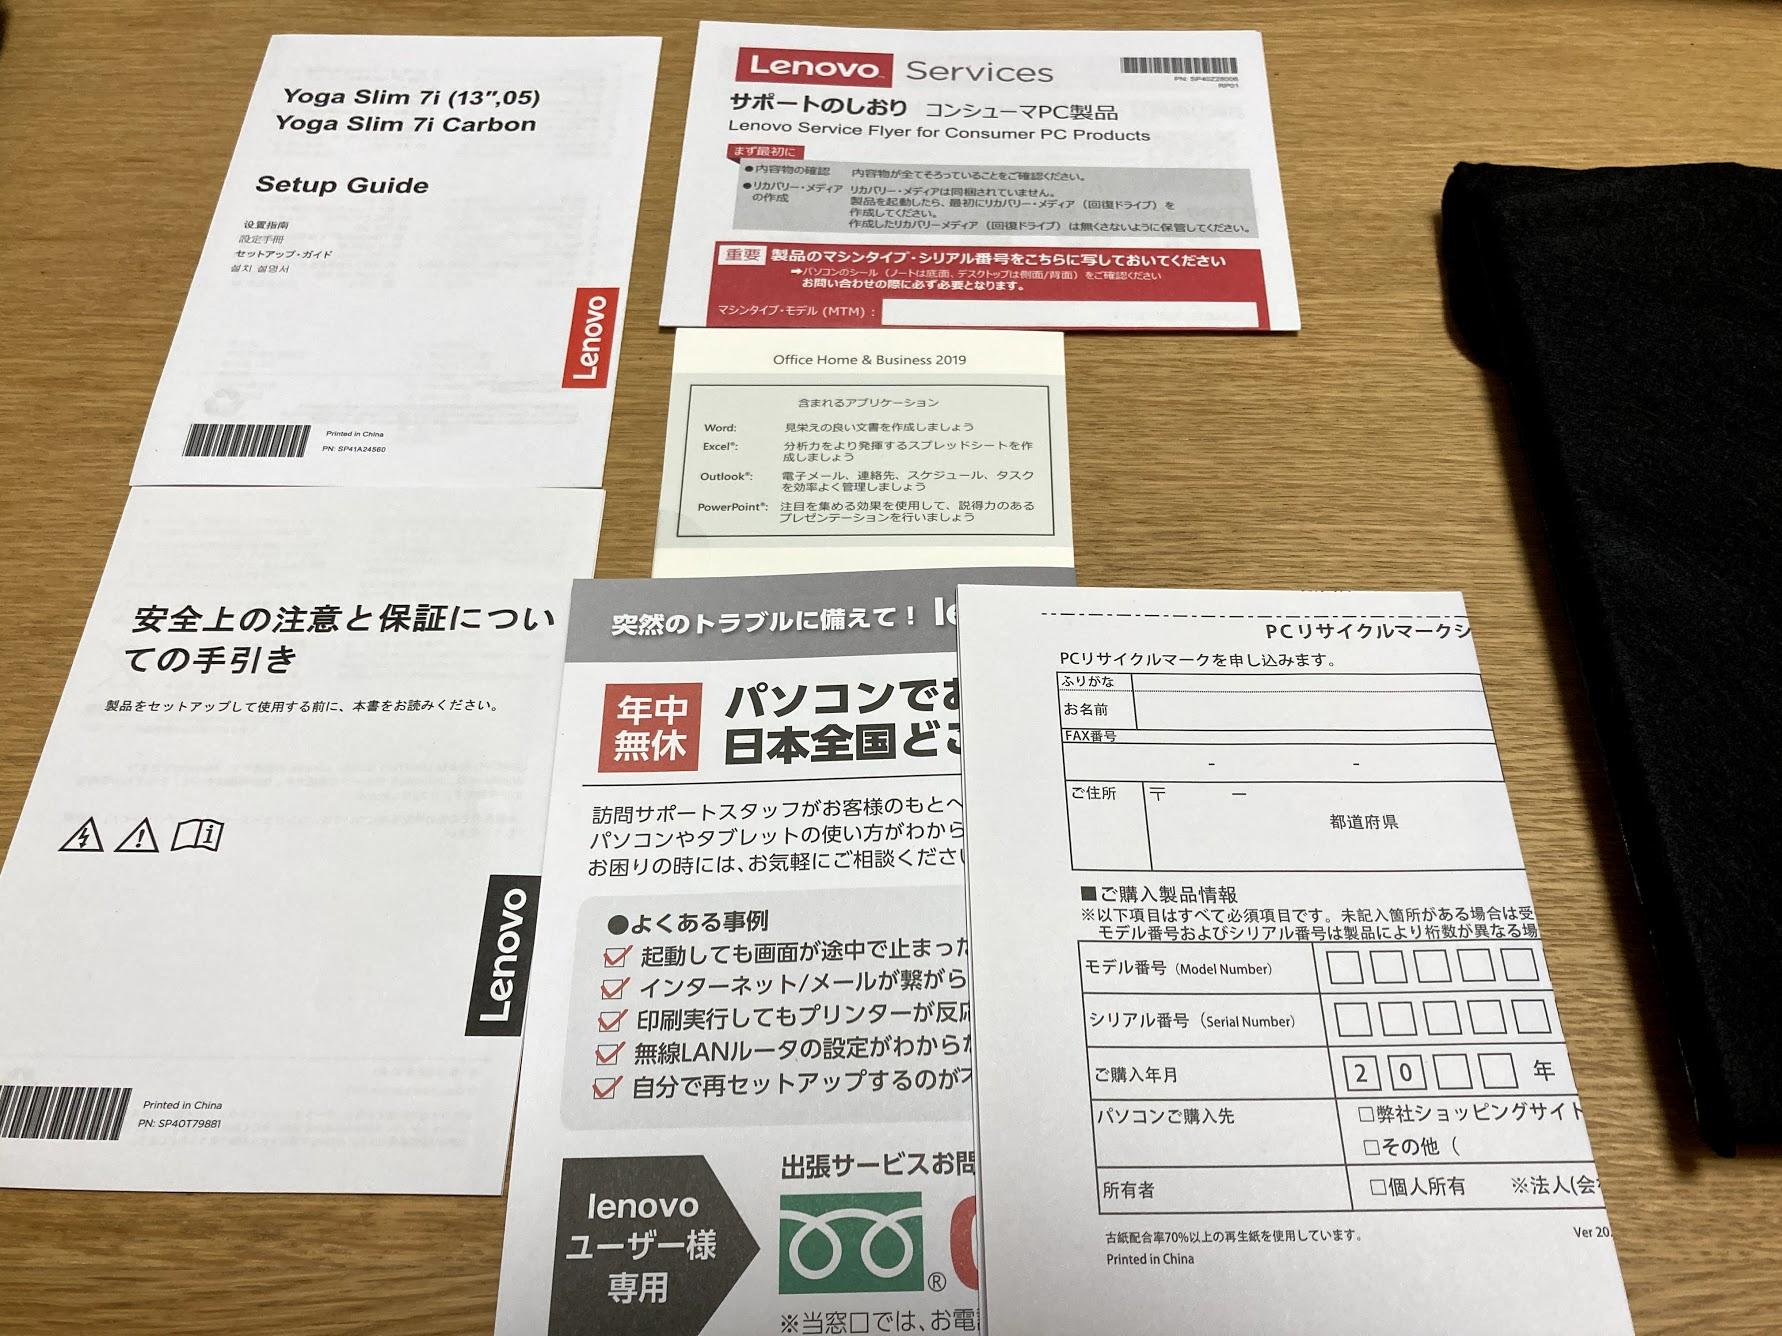 Yoga Slim 7i (13",05)
Yoga Slim 7i Carbon
Setup Guide
设置指南
設定手冊
セットアップ・ガイド
설치 설명서
Lenovo
Printed in China
PN: SP41A24560
Lenovo Services
PN: SP40Z28006
RP01
サポートのしおり コンシューマPC製品
Lenovo Service Flyer for Consumer PC Products
まず最初に
●内容物の確認 内容物が全てそろっていることをご確認ください。
●リカバリー・メディアの作成 リカバリー・メディアは同梱されていません。
製品を起動したら、最初にリカバリー・メディア（回復ドライブ）を
作成してください。
作成したリカバリーメディア（回復ドライブ）は無くさないように保管してください。
重要 製品のマシンタイプ・シリアル番号をこちらに写しておいてください
➡パソコンのシール（ノートは底面、デスクトップは側面/背面）をご確認ください
お問い合わせの際に必ず必要となります。
マシンタイプ・モデル (MTM)：
Office Home & Business 2019
含まれるアプリケーション
Word: 見栄えの良い文書を作成しましょう
Excel®: 分析力をより発揮するスプレッドシートを作
成しましょう
Outlook®: 電子メール、連絡先、スケジュール、タスク
を効率よく管理しましょう
PowerPoint®: 注目を集める効果を使用して、説得力のある
プレゼンテーションを行いましょう
安全上の注意と保証につい
ての手引き
製品をセットアップして使用する前に、本書をお読みください。
Lenovo
Printed in China
PN: SP40T79881
突然のトラブルに備えて！ le
年中
無休
パソコンでお
日本全国どこ
訪問サポートスタッフがお客様のもとへ
パソコンやタブレットの使い方がわから
お困りの時には、お気軽にご相談くださ
●よくある事例
起動しても画面が途中で止まった
インターネット/メールが繋がら
印刷実行してもプリンターが反応
無線LANルータの設定がわからな
自分で再セットアップするのが
lenovo
ユーザー様
専用
出張サービスお問
®
※当窓口では、お電
PCリサイクルマークシ
PCリサイクルマークを申し込みます。
ふりがな
お名前
FAX番号
- -
ご住所 〒 －
都道府県
■ご購入製品情報
※以下項目はすべて必須項目です。未記入箇所がある場合は受
モデル番号およびシリアル番号は製品により桁数が異なる場
モデル番号（Model Number）
シリアル番号（Serial Number）
ご購入年月 2 0 年
パソコンご購入先 □弊社ショッピングサイト
□その他（
所有者 □個人所有 ※法人(会
古紙配合率70%以上の再生紙を使用しています。
Ver 20.
Printed in China